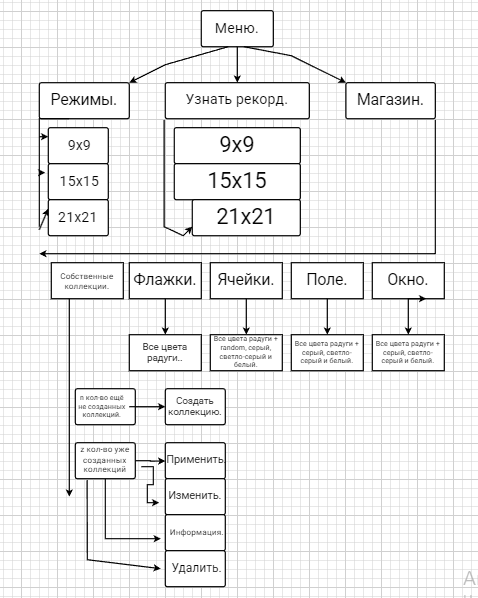 Меню.
Режимы.
Узнать рекорд.
Магазин.
9x9
9x9
15x15
15x15
21x21
21x21
Собственные
коллекции.
Флажки.
Ячейки.
Поле.
Окно.
Все цвета
радуги..
Все цвета радуги +
random, серый,
светло-серый и
белый.
Все цвета радуги +
серый, светло-
серый и белый.
Все цвета радуги +
серый, светло-
серый и белый.
n кол-во ещё
не созданных
коллекций.
Создать
коллекцию.
z кол-во уже
созданных
коллекций
Применить.
Изменить.
Информация.
Удалить.